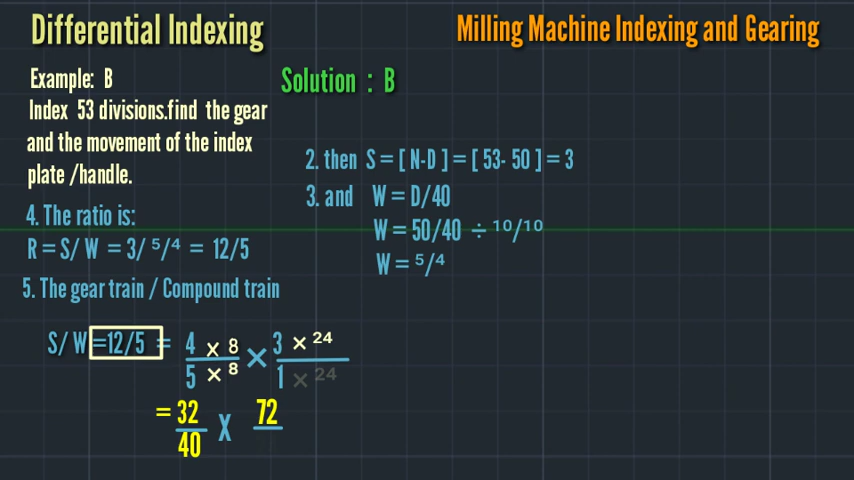 Differential Indexing
Milling Machine Indexing and Gearing
Example: B
Index 53 divisions.find the gear
and the movement of the index
plate /handle.
4. The ratio is:
R = S/ W = 3/ ⁵/⁴ = 12/5
5. The gear train / Compound train
Solution : B
2. then S = [ N-D ] = [ 53- 50 ] = 3
3. and W = D/40
W = 50/40 ÷ ¹⁰/¹⁰
W = ⁵/⁴
S/ W =12/5 = 4 × 8 × 3 × 24
5 × 8 1 × 24
= 32 X 72
40